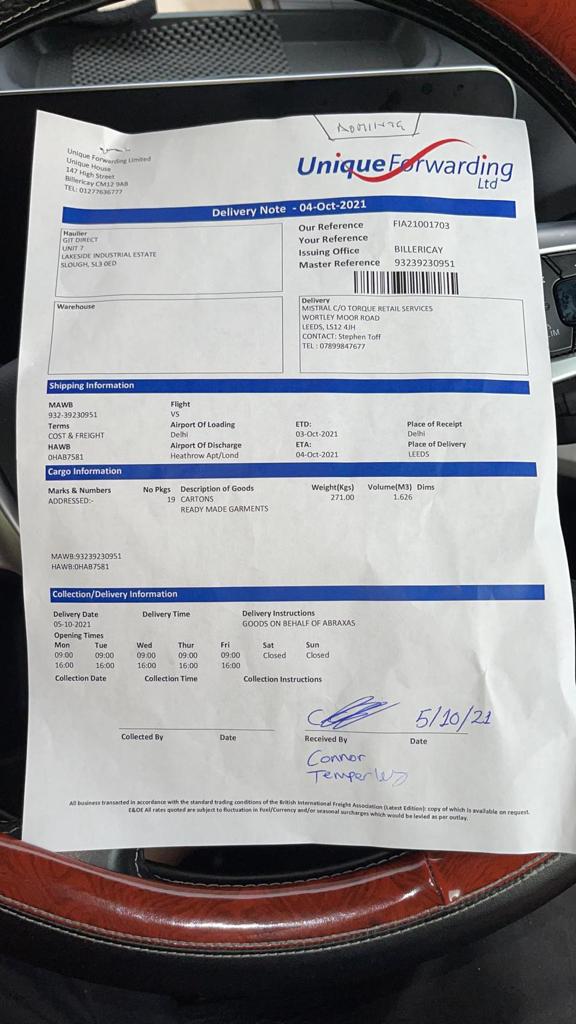 Unique Forwarding Limited
Unique House
147 High Street
Billericay CM12 9AB
TEL: 01277636777
UniqueForwarding
Ltd
Delivery Note - 04-Oct-2021
Haulier
GIT DIRECT
UNIT 7
LAKESIDE INDUSTRIAL ESTATE
SLOUGH, SL3 0ED
Our Reference FIA21001703
Your Reference
Issuing Office BILLERICAY
Master Reference 93239230951
Warehouse
Delivery
MISTRAL C/O TORQUE RETAIL SERVICES
WORTLEY MOOR ROAD
LEEDS, LS12 4JH
CONTACT: Stephen Toff
TEL : 07899847677
Shipping Information
MAWB Flight
932-39230951 VS
Terms Airport Of Loading ETD: Place of Receipt
COST & FREIGHT Delhi 03-Oct-2021 Delhi
HAWB Airport Of Discharge ETA: Place of Delivery
OHAB7581 Heathrow Apt/Lond 04-Oct-2021 LEEDS
Cargo Information
Marks & Numbers No Pkgs Description of Goods Weight(Kgs) Volume(M3) Dims
ADDRESSED:- 19 CARTONS 271.00 1.626
READY MADE GARMENTS
MAWB:93239230951
HAWB:OHAB7581
Collection/Delivery Information
Delivery Date Delivery Time Delivery Instructions
05-10-2021 GOODS ON BEHALF OF ABRAXAS
Opening Times
Mon Tue Wed Thur Fri Sat Sun
09:00 09:00 09:00 09:00 09:00 Closed Closed
16:00 16:00 16:00 16:00 16:00
Collection Date Collection Time Collection Instructions
5/10/21
Collected By Date Received By Date
Connor
All business transacted in accordance with the standard trading conditions of the British International Freight Association (Latest Edition): copy of which is available on request.
E&OE All rates quoted are subject to fluctuation in Fuel/Currency and/or seasonal surcharges which would be levied as per outlay.